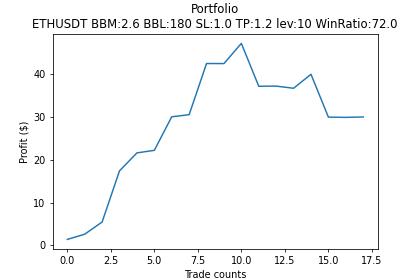 Portfolio
ETHUSDT BBM:2.6 BBL:180 SL:1.0 TP:1.2 lev:10 WinRatio:72.0
40
30
20
10
0
Profit ($)
0.0 2.5 5.0 7.5 10.0 12.5 15.0 17.5
Trade counts